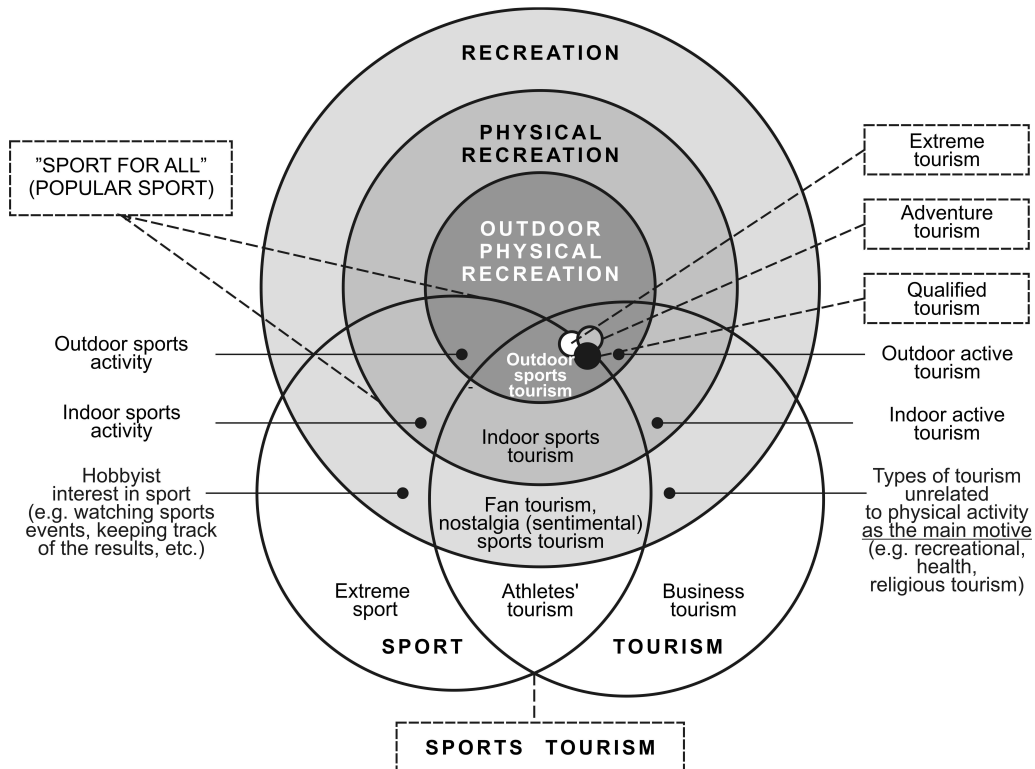 RECREATION
PHYSICAL
RECREATION
OUTDOOR
PHYSICAL
RECREATION
"SPORT FOR ALL"
(POPULAR SPORT)
Extreme
tourism
Adventure
tourism
Qualified
tourism
Outdoor sports
activity
Outdoor
sports
tourism
Outdoor active
tourism
Indoor sports
activity
Indoor sports
tourism
Indoor active
tourism
Hobbyist
interest in sport
(e.g. watching sports
events, keeping track
of the results, etc.)
Fan tourism,
nostalgia (sentimental)
sports tourism
Types of tourism
unrelated
to physical activity
as the main motive
(e.g. recreational,
health,
religious tourism)
Extreme
sport
Athletes'
tourism
Business
tourism
SPORT
TOURISM
SPORTS TOURISM